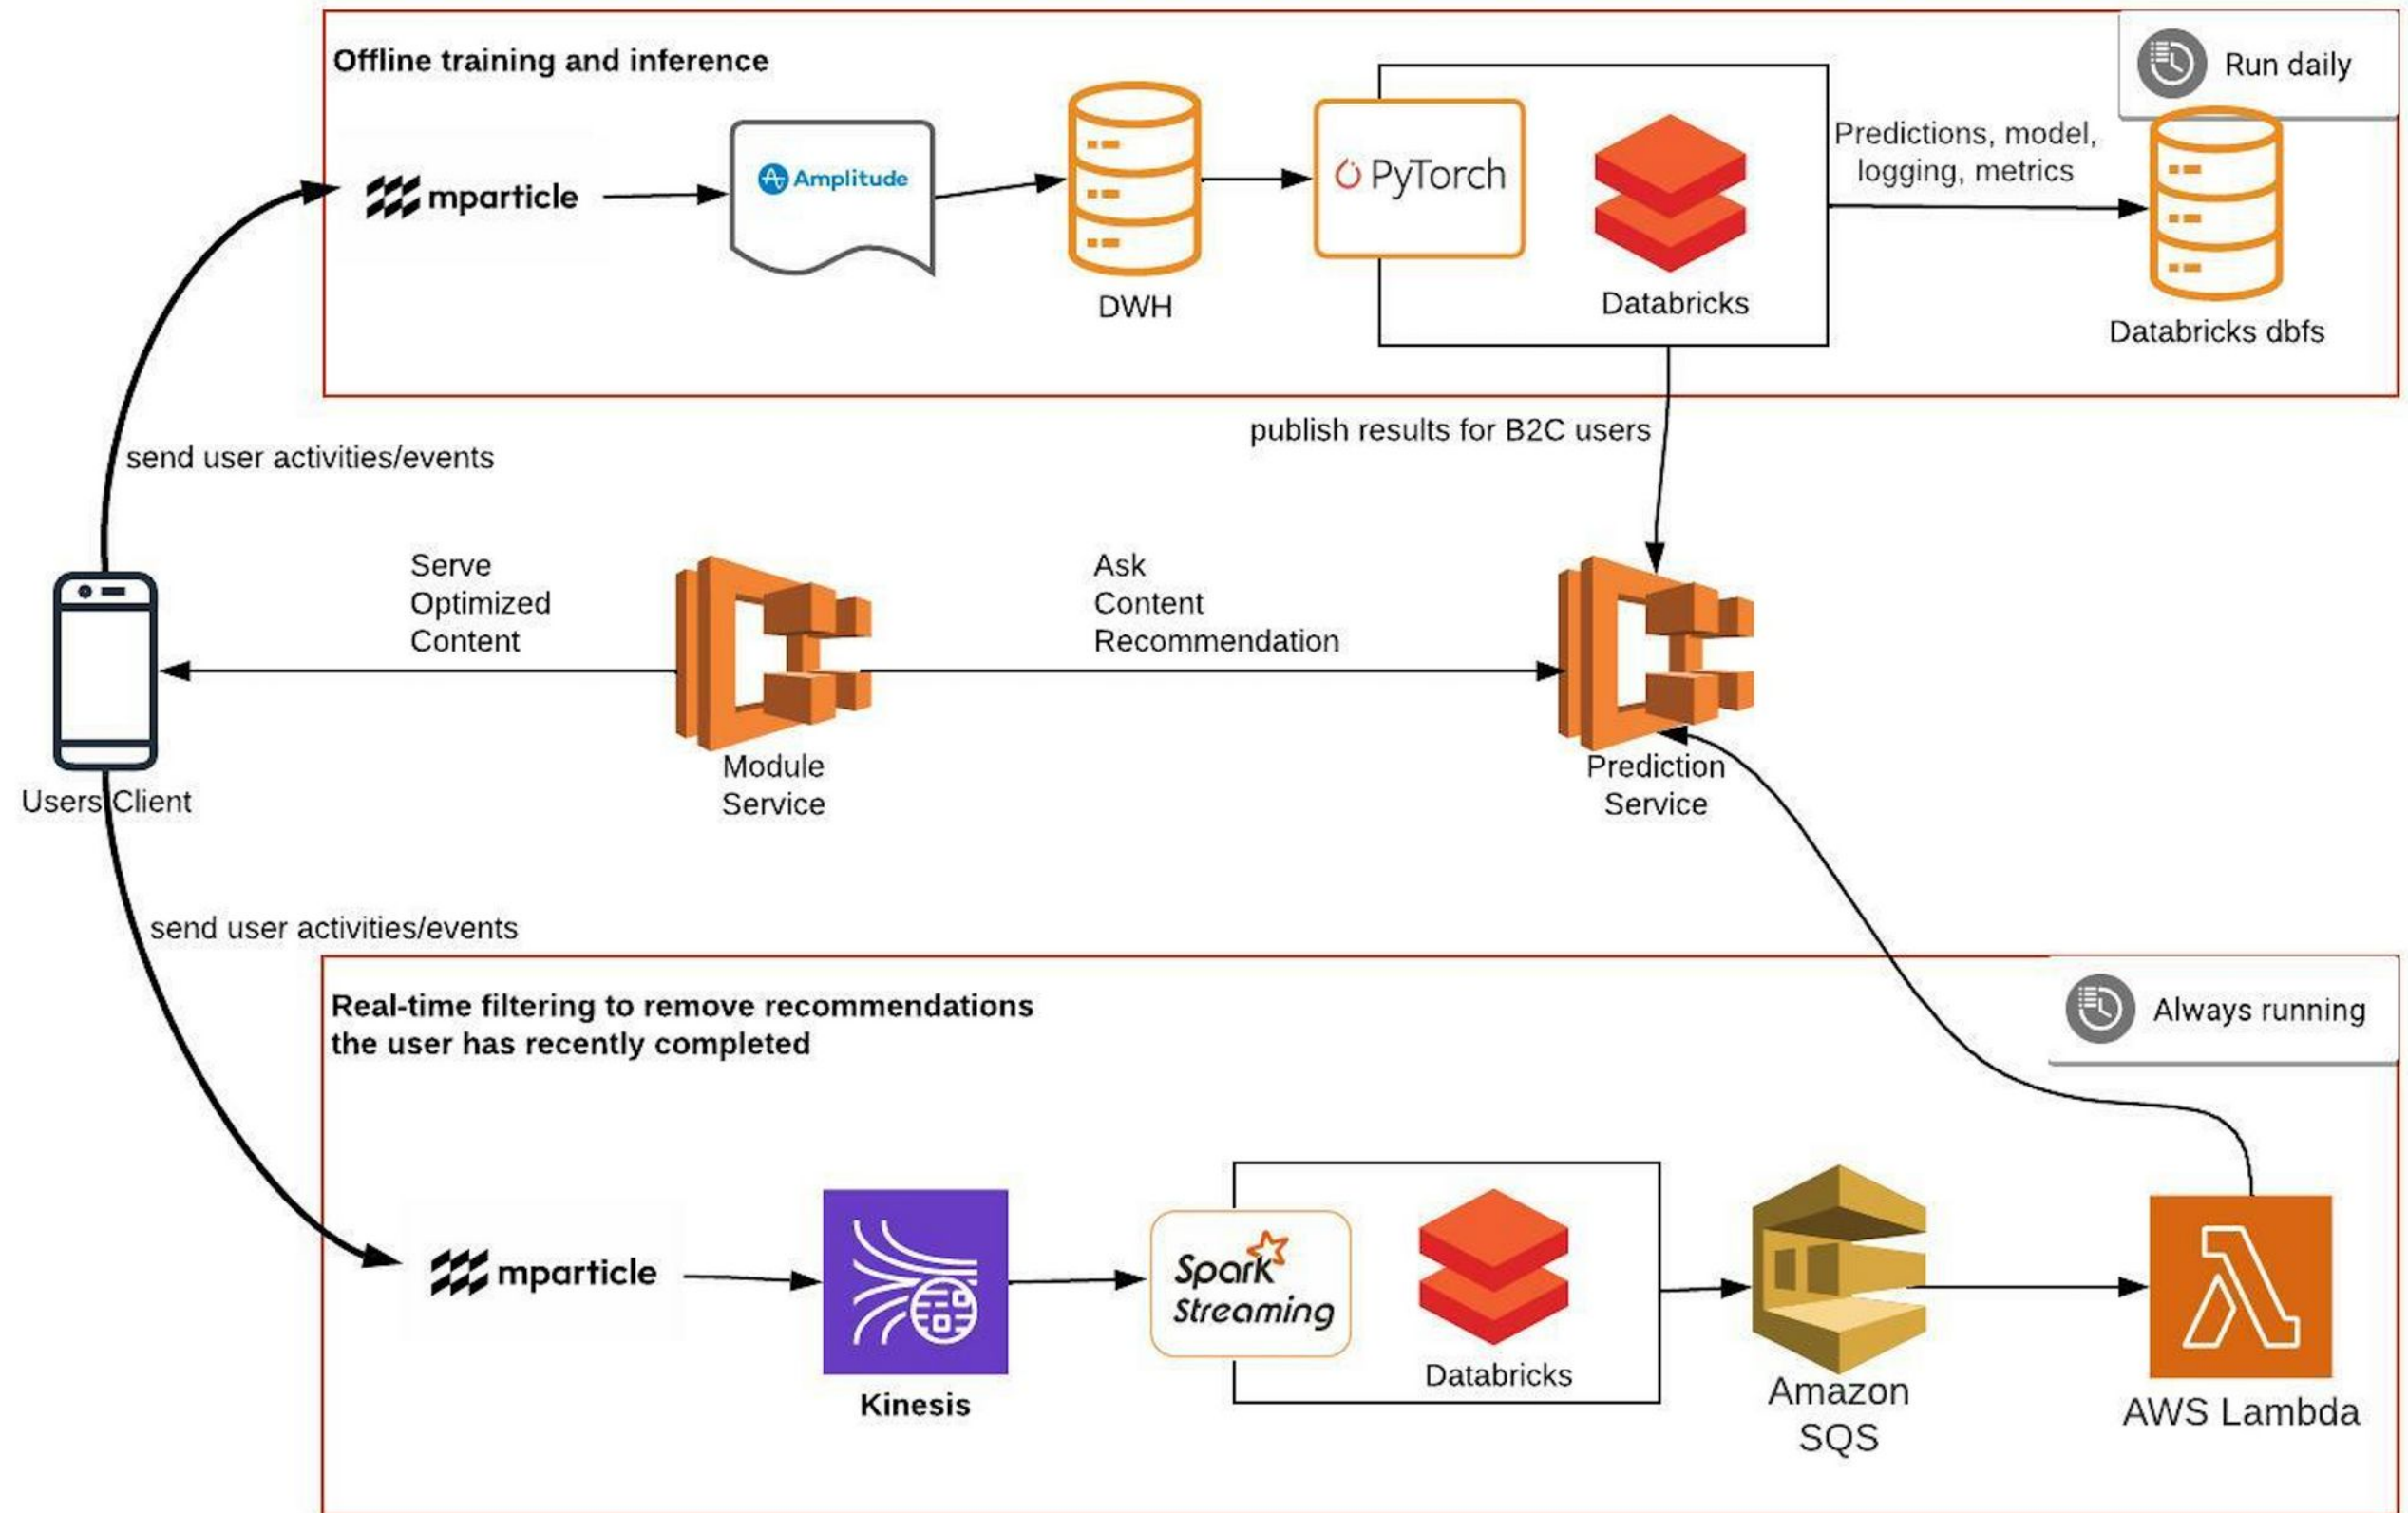 Offline training and inference
Run daily
mparticle
Amplitude
DWH
PyTorch
Databricks
Predictions, model,
logging, metrics
Databricks dbfs
publish results for B2C users
send user activities/events
Serve
Optimized
Content
Ask
Content
Recommendation
Users Client
Module
Service
Prediction
Service
send user activities/events
Real-time filtering to remove recommendations
the user has recently completed
Always running
mparticle
Kinesis
Spark
Streaming
Databricks
Amazon
SQS
AWS Lambda